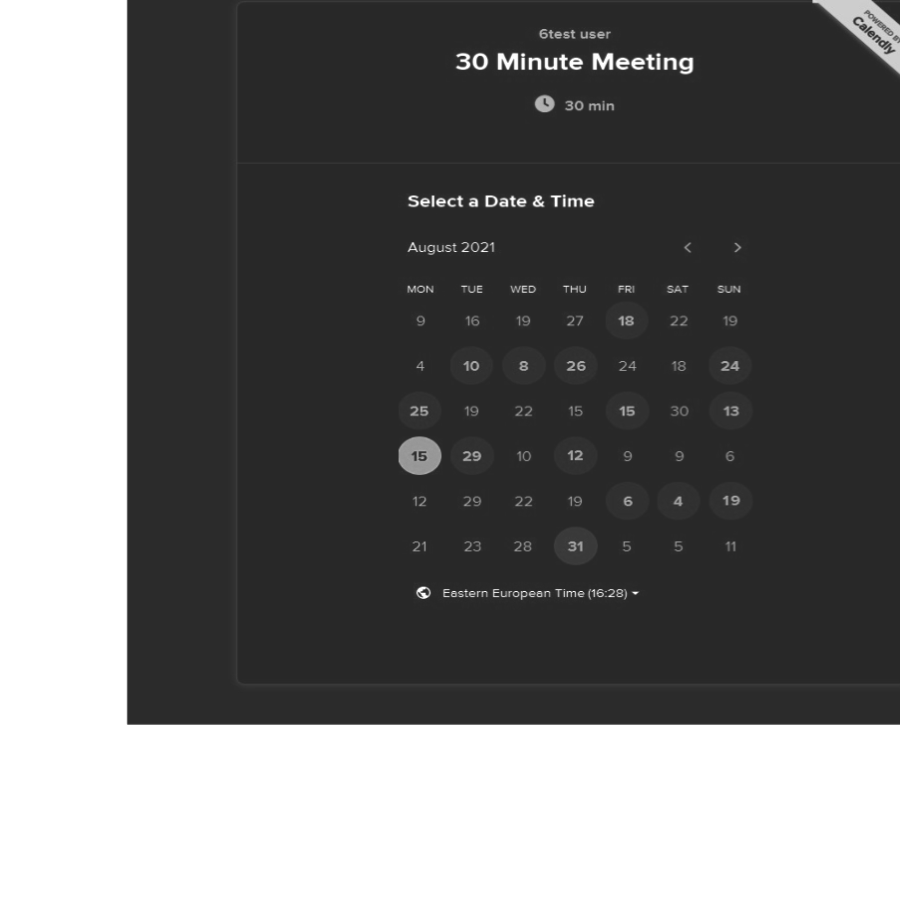 6test user
30 Minute Meeting
30 min
POWERED BY
Calendly
Select a Date & Time
August 2021
MON TUE WED THU FRI SAT SUN
9 16 19 27 18 22 19
4 10 8 26 24 18 24
25 19 22 15 15 30 13
15 29 10 12 9 9 6
12 29 22 19 6 4 19
21 23 28 31 5 5 11
Eastern European Time (16:28)